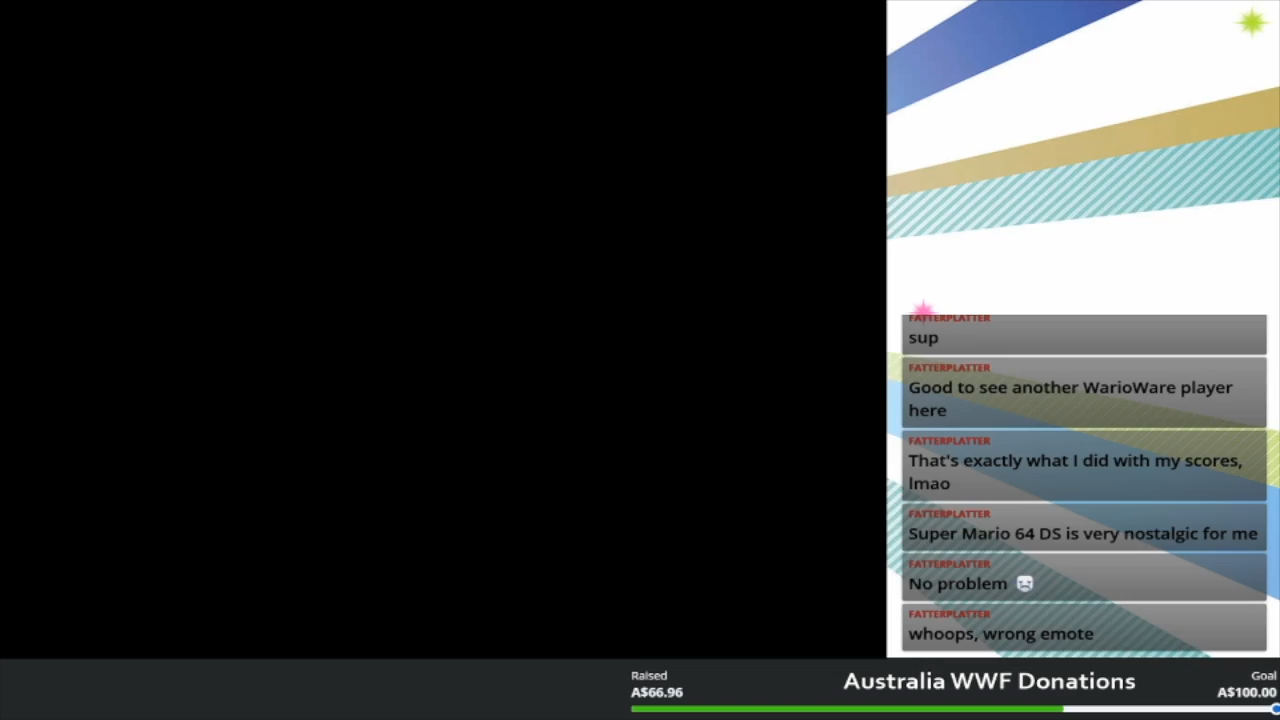 FATTERPLATTER
sup
FATTERPLATTER
Good to see another WarioWare player
here
FATTERPLATTER
That's exactly what I did with my scores,
lmao
FATTERPLATTER
Super Mario 64 DS is very nostalgic for me
FATTERPLATTER
No problem
FATTERPLATTER
whoops, wrong emote
Raised
A$66.96
Australia WWF Donations
Goal
A$100.00